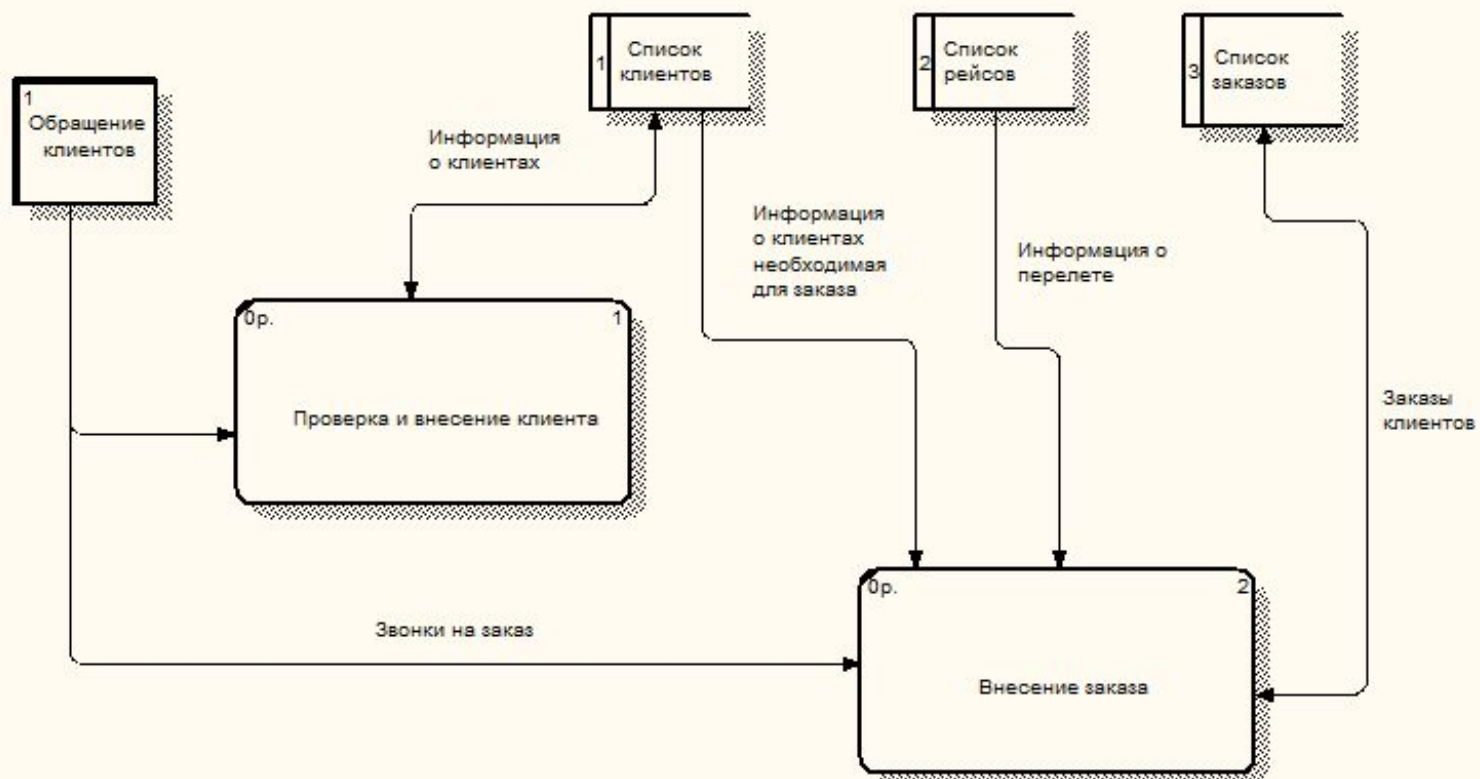 1
Обращение
клиентов
1
Список
клиентов
2
Список
рейсов
3
Список
заказов
Информация
о клиентах
Информация
о клиентах
необходимая
для заказа
Информация о
перелете
0р.
1
Проверка и внесение клиента
Заказы
клиентов
Звонки на заказ
0р.
2
Внесение заказа